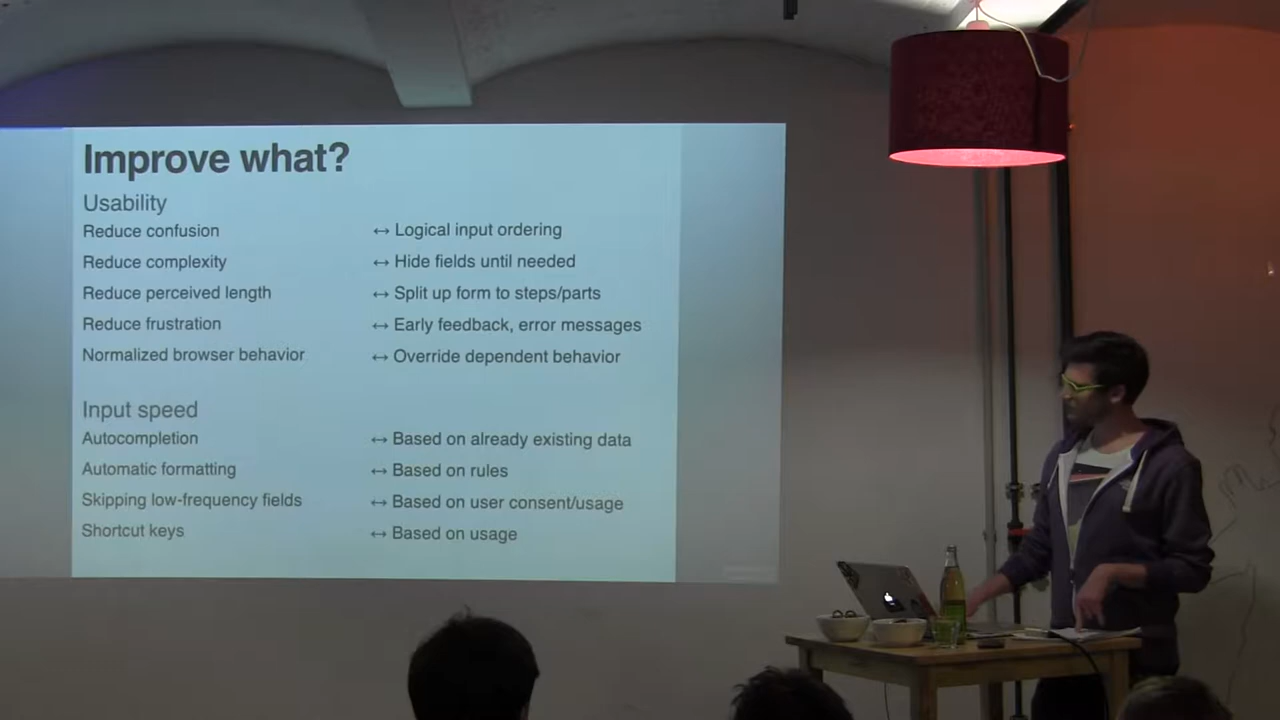 Improve what?
Usability
Reduce confusion ↔ Logical input ordering
Reduce complexity ↔ Hide fields until needed
Reduce perceived length ↔ Split up form to steps/parts
Reduce frustration ↔ Early feedback, error messages
Normalized browser behavior ↔ Override dependent behavior
Input speed
Autocompletion ↔ Based on already existing data
Automatic formatting ↔ Based on rules
Skipping low-frequency fields ↔ Based on user consent/usage
Shortcut keys ↔ Based on usage